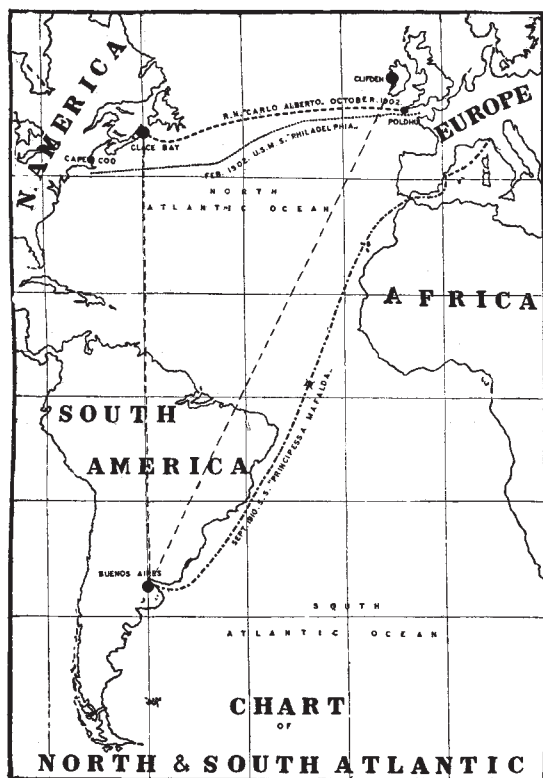 N. AMERICA
CLIFDEN
R.N. "CARLO ALBERTO, OCTOBER. 1902.
POLDHU
EUROPE
GLACE BAY
CAPE COD
FEB. 1902. U.S.M.S. "PHILADELPHIA"
NORTH
ATLANTIC OCEAN
AFRICA
SOUTH
AMERICA
SEPT. 1910. S.S. "PRINCIPESSA MAFALDA"
BUENOS AIRES
SOUTH
ATLANTIC OCEAN
CHART
OF
NORTH & SOUTH ATLANTIC